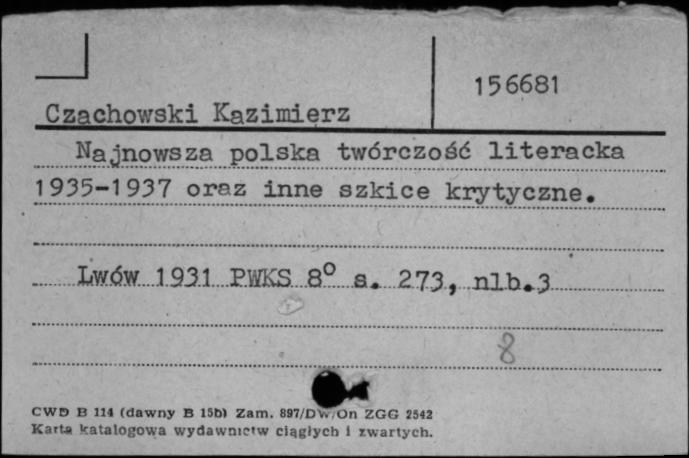 156681
Czachowski Kazimierz
Najnowsza polska twórczość literacka
1935-1937 oraz inne szkice krytyczne.
Lwów 1931 PWKS 8° s. 273, nlb.3
8
CWD B 114 (dawny B 15b) Zam. 897/DW/On ZGG 2542
Karta katalogowa wydawnictw ciągłych i zwartych.